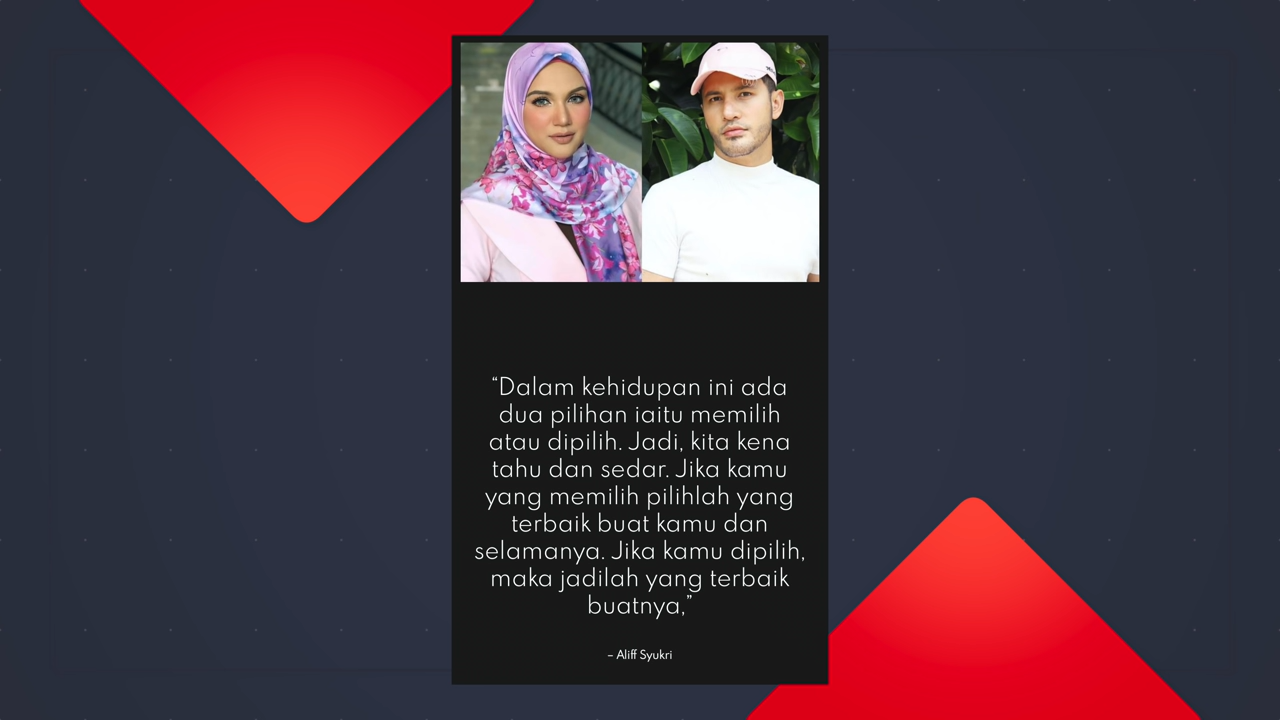 “Dalam kehidupan ini ada
dua pilihan iaitu memilih
atau dipilih. Jadi, kita kena
tahu dan sedar. Jika kamu
yang memilih pilihlah yang
terbaik buat kamu dan
selamanya. Jika kamu dipilih,
maka jadilah yang terbaik
buatnya,”
– Aliff Syukri